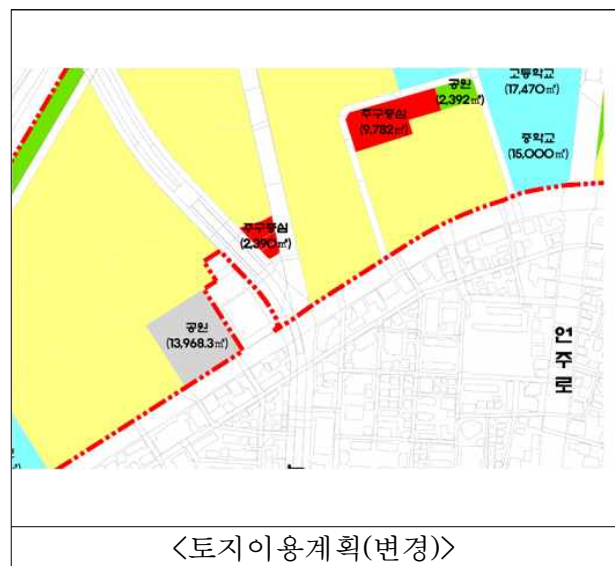 고등학교
(17,470㎡)
공원
(2,392㎡)
주구중심
(9,782㎡)
중학교
(15,000㎡)
주구중심
(2,390㎡)
공원
(13,968.3㎡)
언주로
<토지이용계획(변경)>